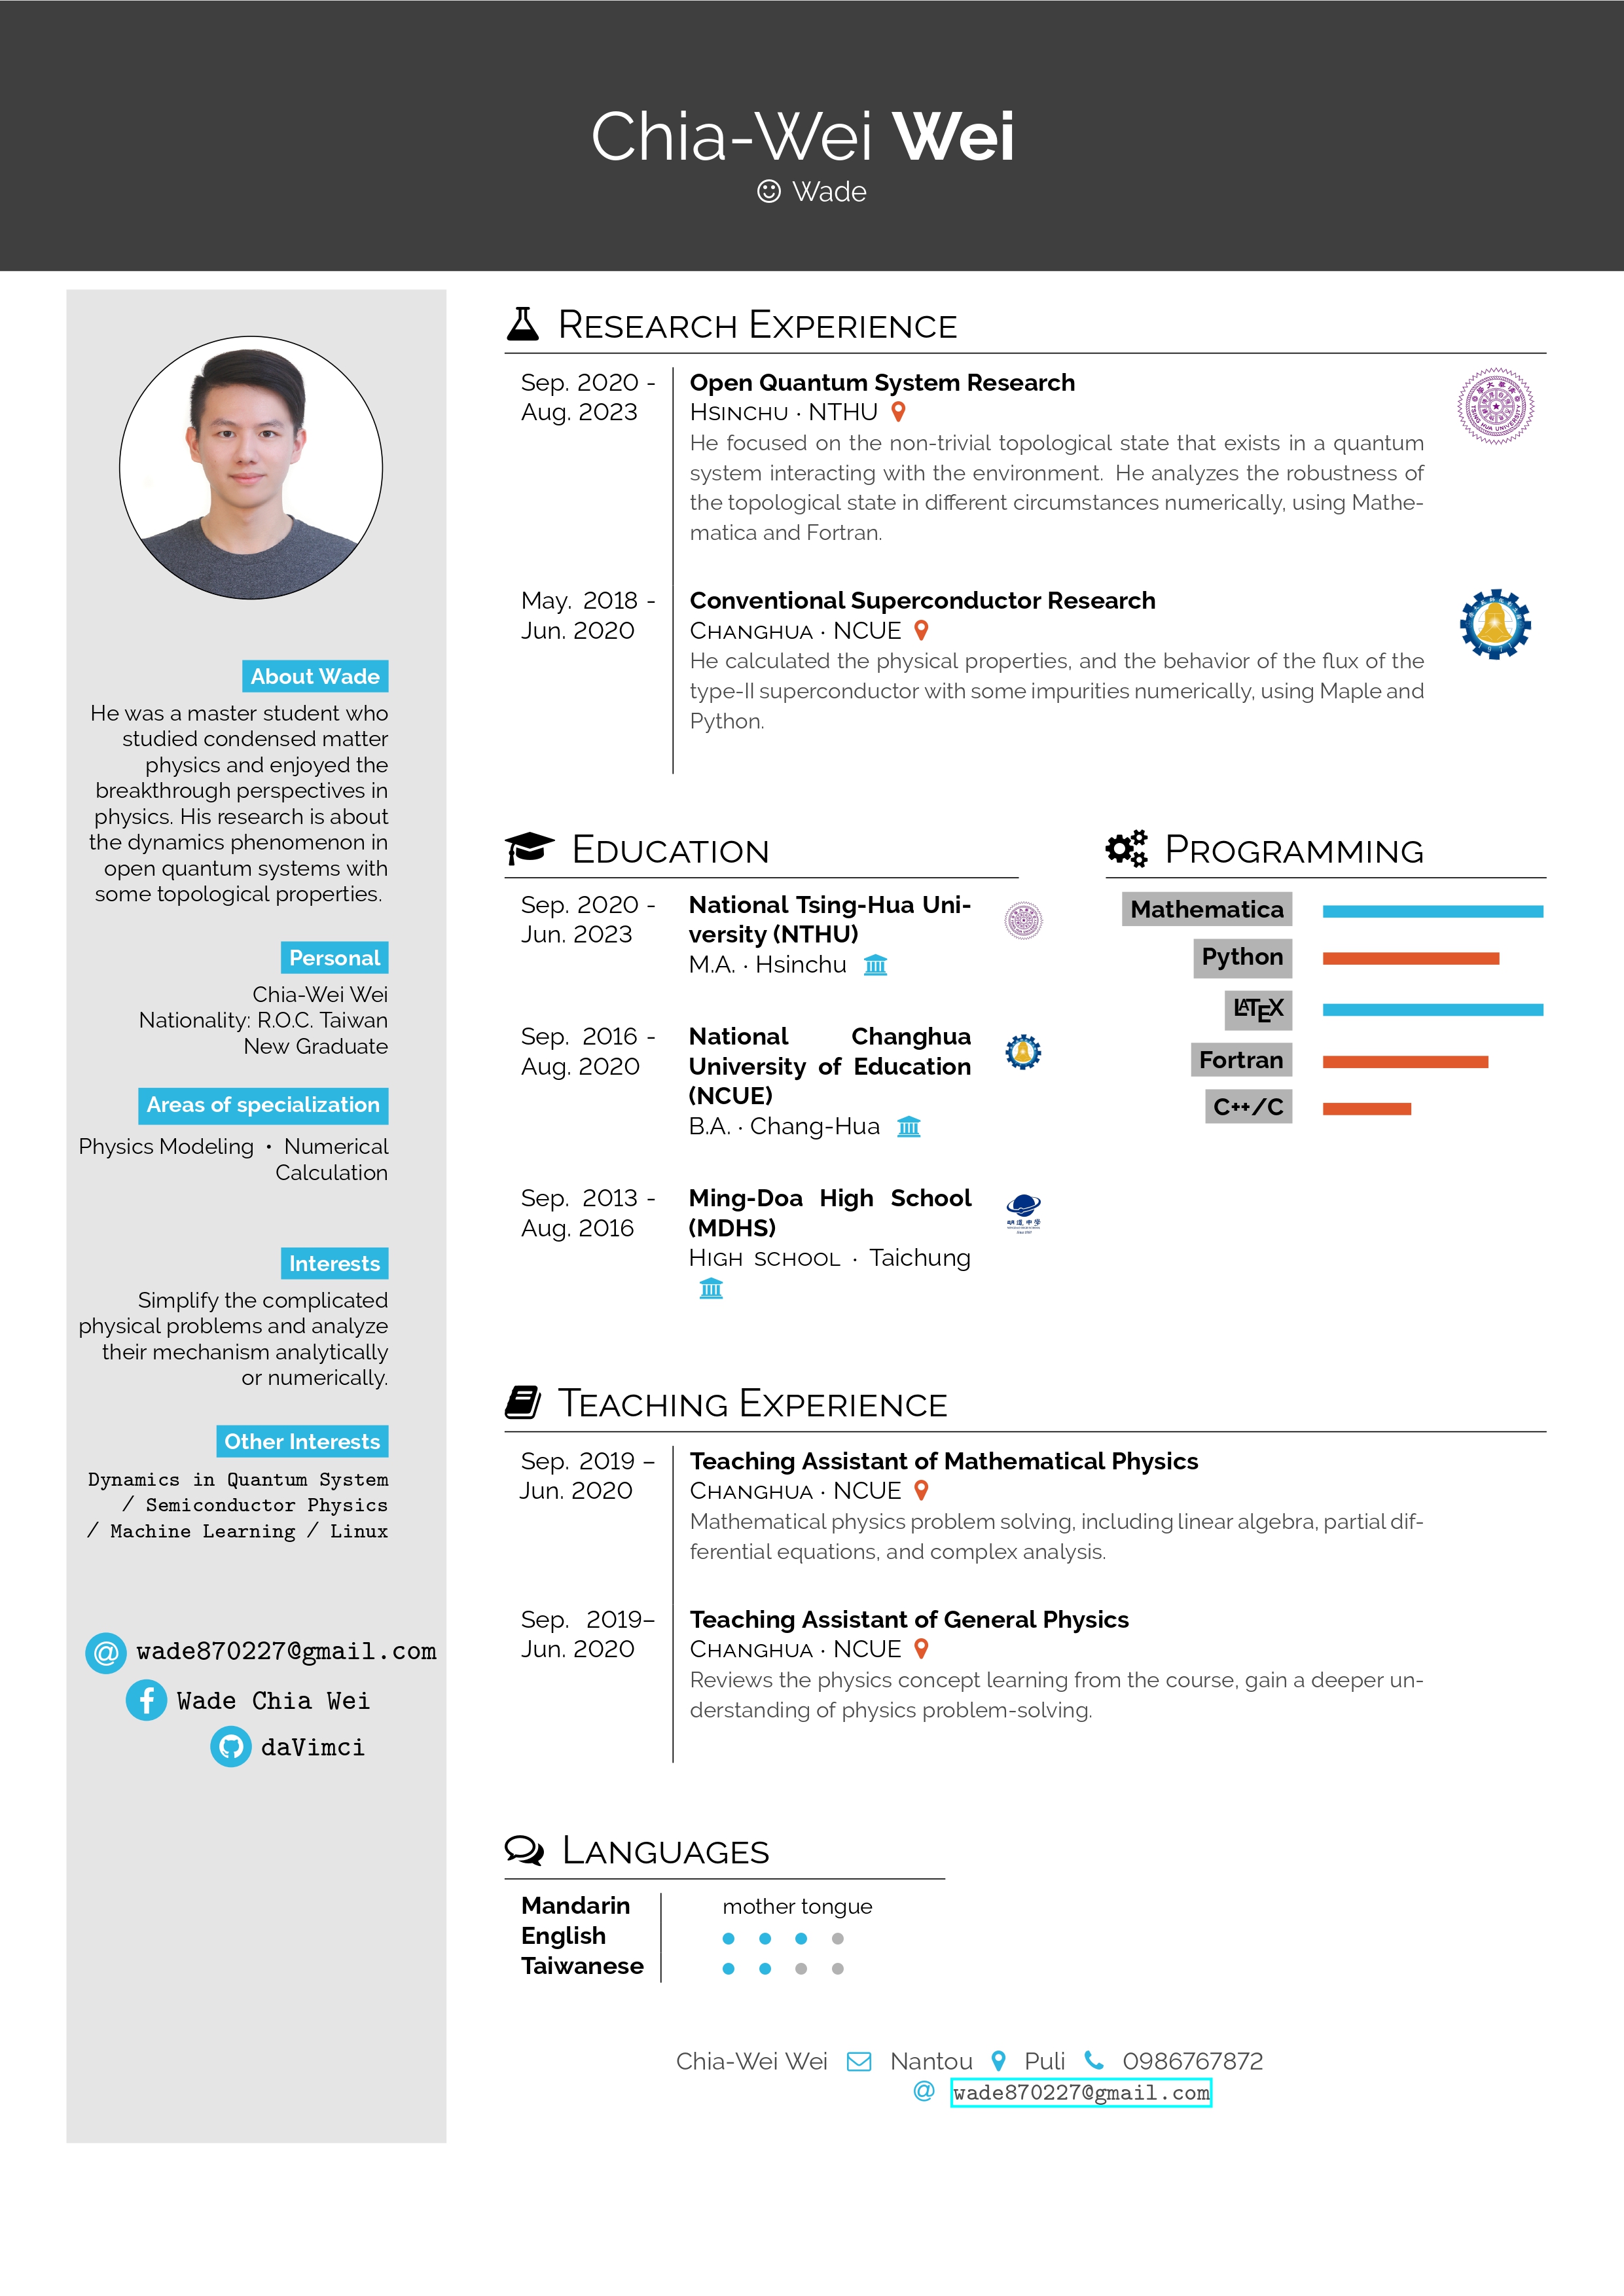 Chia-Wei Wei
Wade
About Wade
He was a master student who
studied condensed matter
physics and enjoyed the
breakthrough perspectives in
physics. His research is about
the dynamics phenomenon in
open quantum systems with
some topological properties.
Personal
Chia-Wei Wei
Nationality: R.O.C. Taiwan
New Graduate
Areas of specialization
Physics Modeling • Numerical
Calculation
Interests
Simplify the complicated
physical problems and analyze
their mechanism analytically
or numerically.
Other Interests
Dynamics in Quantum System
/ Semiconductor Physics
/ Machine Learning / Linux
@ wade870227@gmail.com
Wade Chia Wei
daVimci
Research Experience
Sep. 2020 - Open Quantum System Research
Aug. 2023 Hsinchu · NTHU
He focused on the non-trivial topological state that exists in a quantum
system interacting with the environment. He analyzes the robustness of
the topological state in different circumstances numerically, using Mathe-
matica and Fortran.
May. 2018 - Conventional Superconductor Research
Jun. 2020 Changhua · NCUE
He calculated the physical properties, and the behavior of the flux of the
type-II superconductor with some impurities numerically, using Maple and
Python.
Education
Sep. 2020 - National Tsing-Hua Uni-
Jun. 2023 versity (NTHU)
M.A. · Hsinchu
Sep. 2016 - National Changhua
Aug. 2020 University of Education
(NCUE)
B.A. · Chang-Hua
Sep. 2013 - Ming-Doa High School
Aug. 2016 (MDHS)
High school · Taichung
明道中学
Programming
Mathematica
Python
LATEX
Fortran
C++/C
Teaching Experience
Sep. 2019 – Teaching Assistant of Mathematical Physics
Jun. 2020 Changhua · NCUE
Mathematical physics problem solving, including linear algebra, partial dif-
ferential equations, and complex analysis.
Sep. 2019– Teaching Assistant of General Physics
Jun. 2020 Changhua · NCUE
Reviews the physics concept learning from the course, gain a deeper un-
derstanding of physics problem-solving.
Languages
Mandarin mother tongue
English
Taiwanese
Chia-Wei Wei Nantou Puli 0986767872
@ wade870227@gmail.com